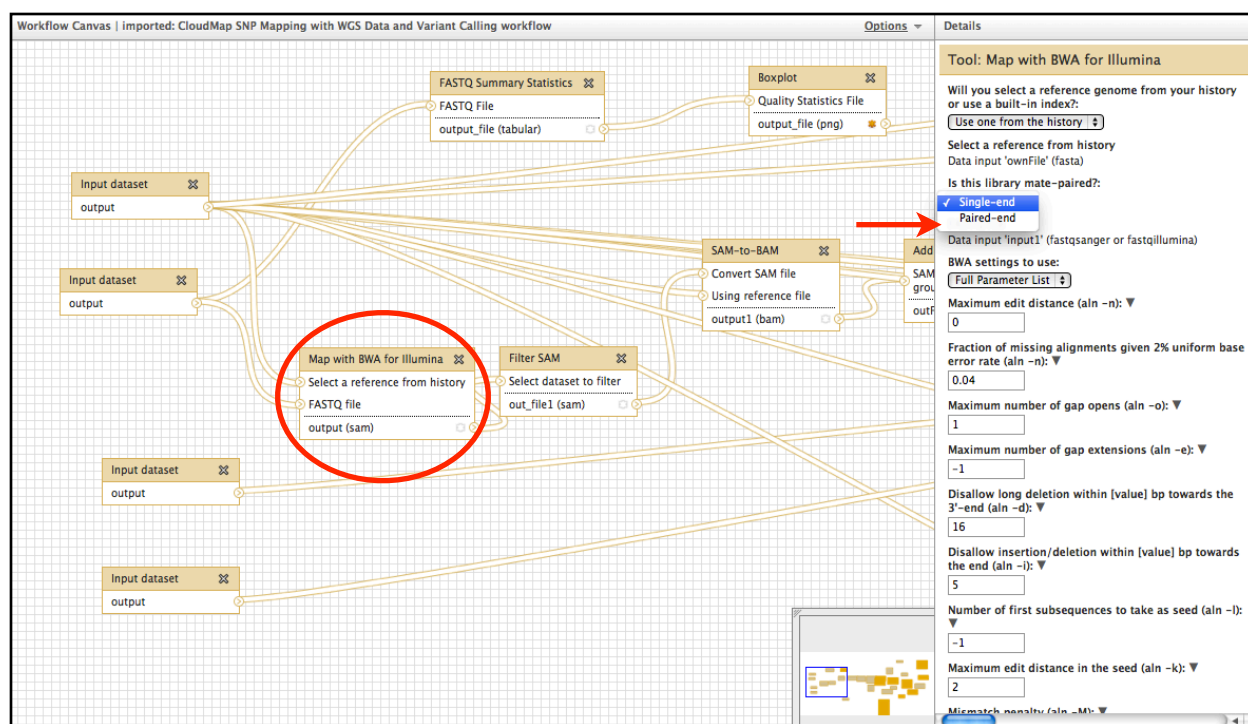 Workflow Canvas | imported: CloudMap SNP Mapping with WGS Data and Variant Calling workflow
Options
Details
FASTQ Summary Statistics
FASTQ File
output_file (tabular)
Boxplot
Quality Statistics File
output_file (png)
Input dataset
output
Input dataset
output
SAM-to-BAM
Convert SAM file
Using reference file
output1 (bam)
Add
SAM
grou
outF
Map with BWA for Illumina
Select a reference from history
FASTQ file
output (sam)
Filter SAM
Select dataset to filter
out_file1 (sam)
Input dataset
output
Input dataset
output
Tool: Map with BWA for Illumina
Will you select a reference genome from your history
or use a built-in index?:
Use one from the history
Select a reference from history
Data input 'ownFile' (fasta)
Is this library mate-paired?:
✓ Single-end
Paired-end
Data input 'input1' (fastqsanger or fastqillumina)
BWA settings to use:
Full Parameter List
Maximum edit distance (aln -n): ▼
0
Fraction of missing alignments given 2% uniform base
error rate (aln -n): ▼
0.04
Maximum number of gap opens (aln -o): ▼
1
Maximum number of gap extensions (aln -e): ▼
-1
Disallow long deletion within [value] bp towards the
3'-end (aln -d): ▼
16
Disallow insertion/deletion within [value] bp towards
the end (aln -i): ▼
5
Number of first subsequences to take as seed (aln -l):
▼
-1
Maximum edit distance in the seed (aln -k): ▼
2
Mismatch penalty (aln -M): ▼